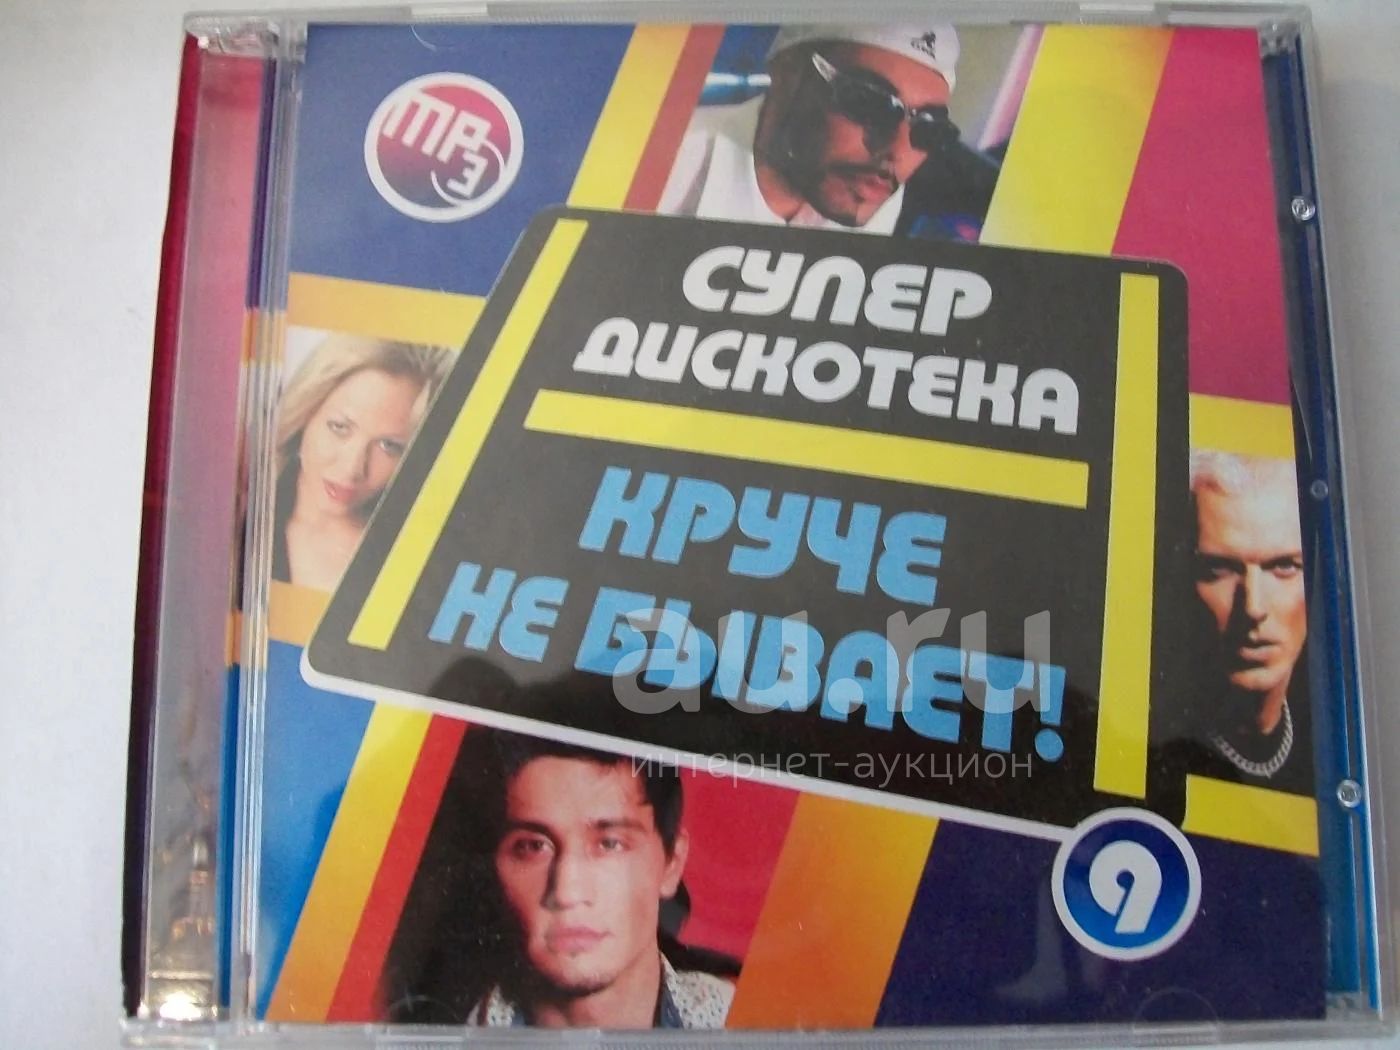 MP3
СУПЕР
ДИСКОТЕКА
КРУЧЕ
НЕ БЫВАЕТ!
au.ru
интернет-аукцион
9